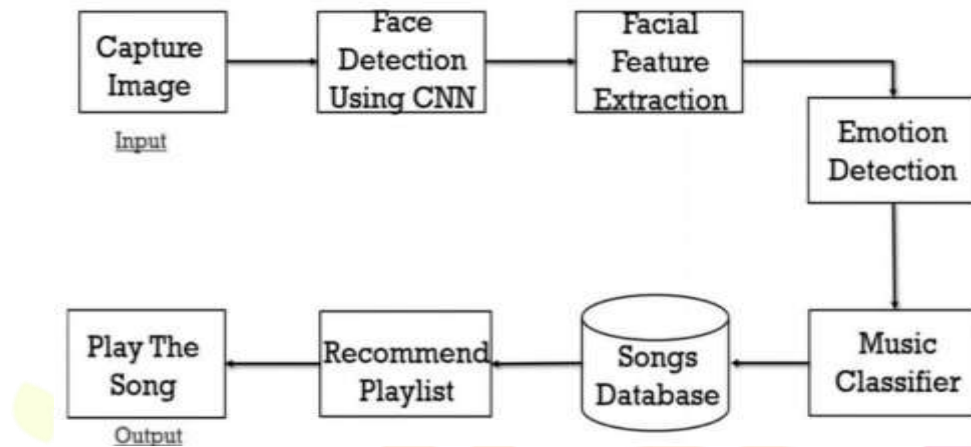 Capture
Image
Input
Face
Detection
Using CNN
Facial
Feature
Extraction
Emotion
Detection
Music
Classifier
Songs
Database
Recommend
Playlist
Play The
Song
Output